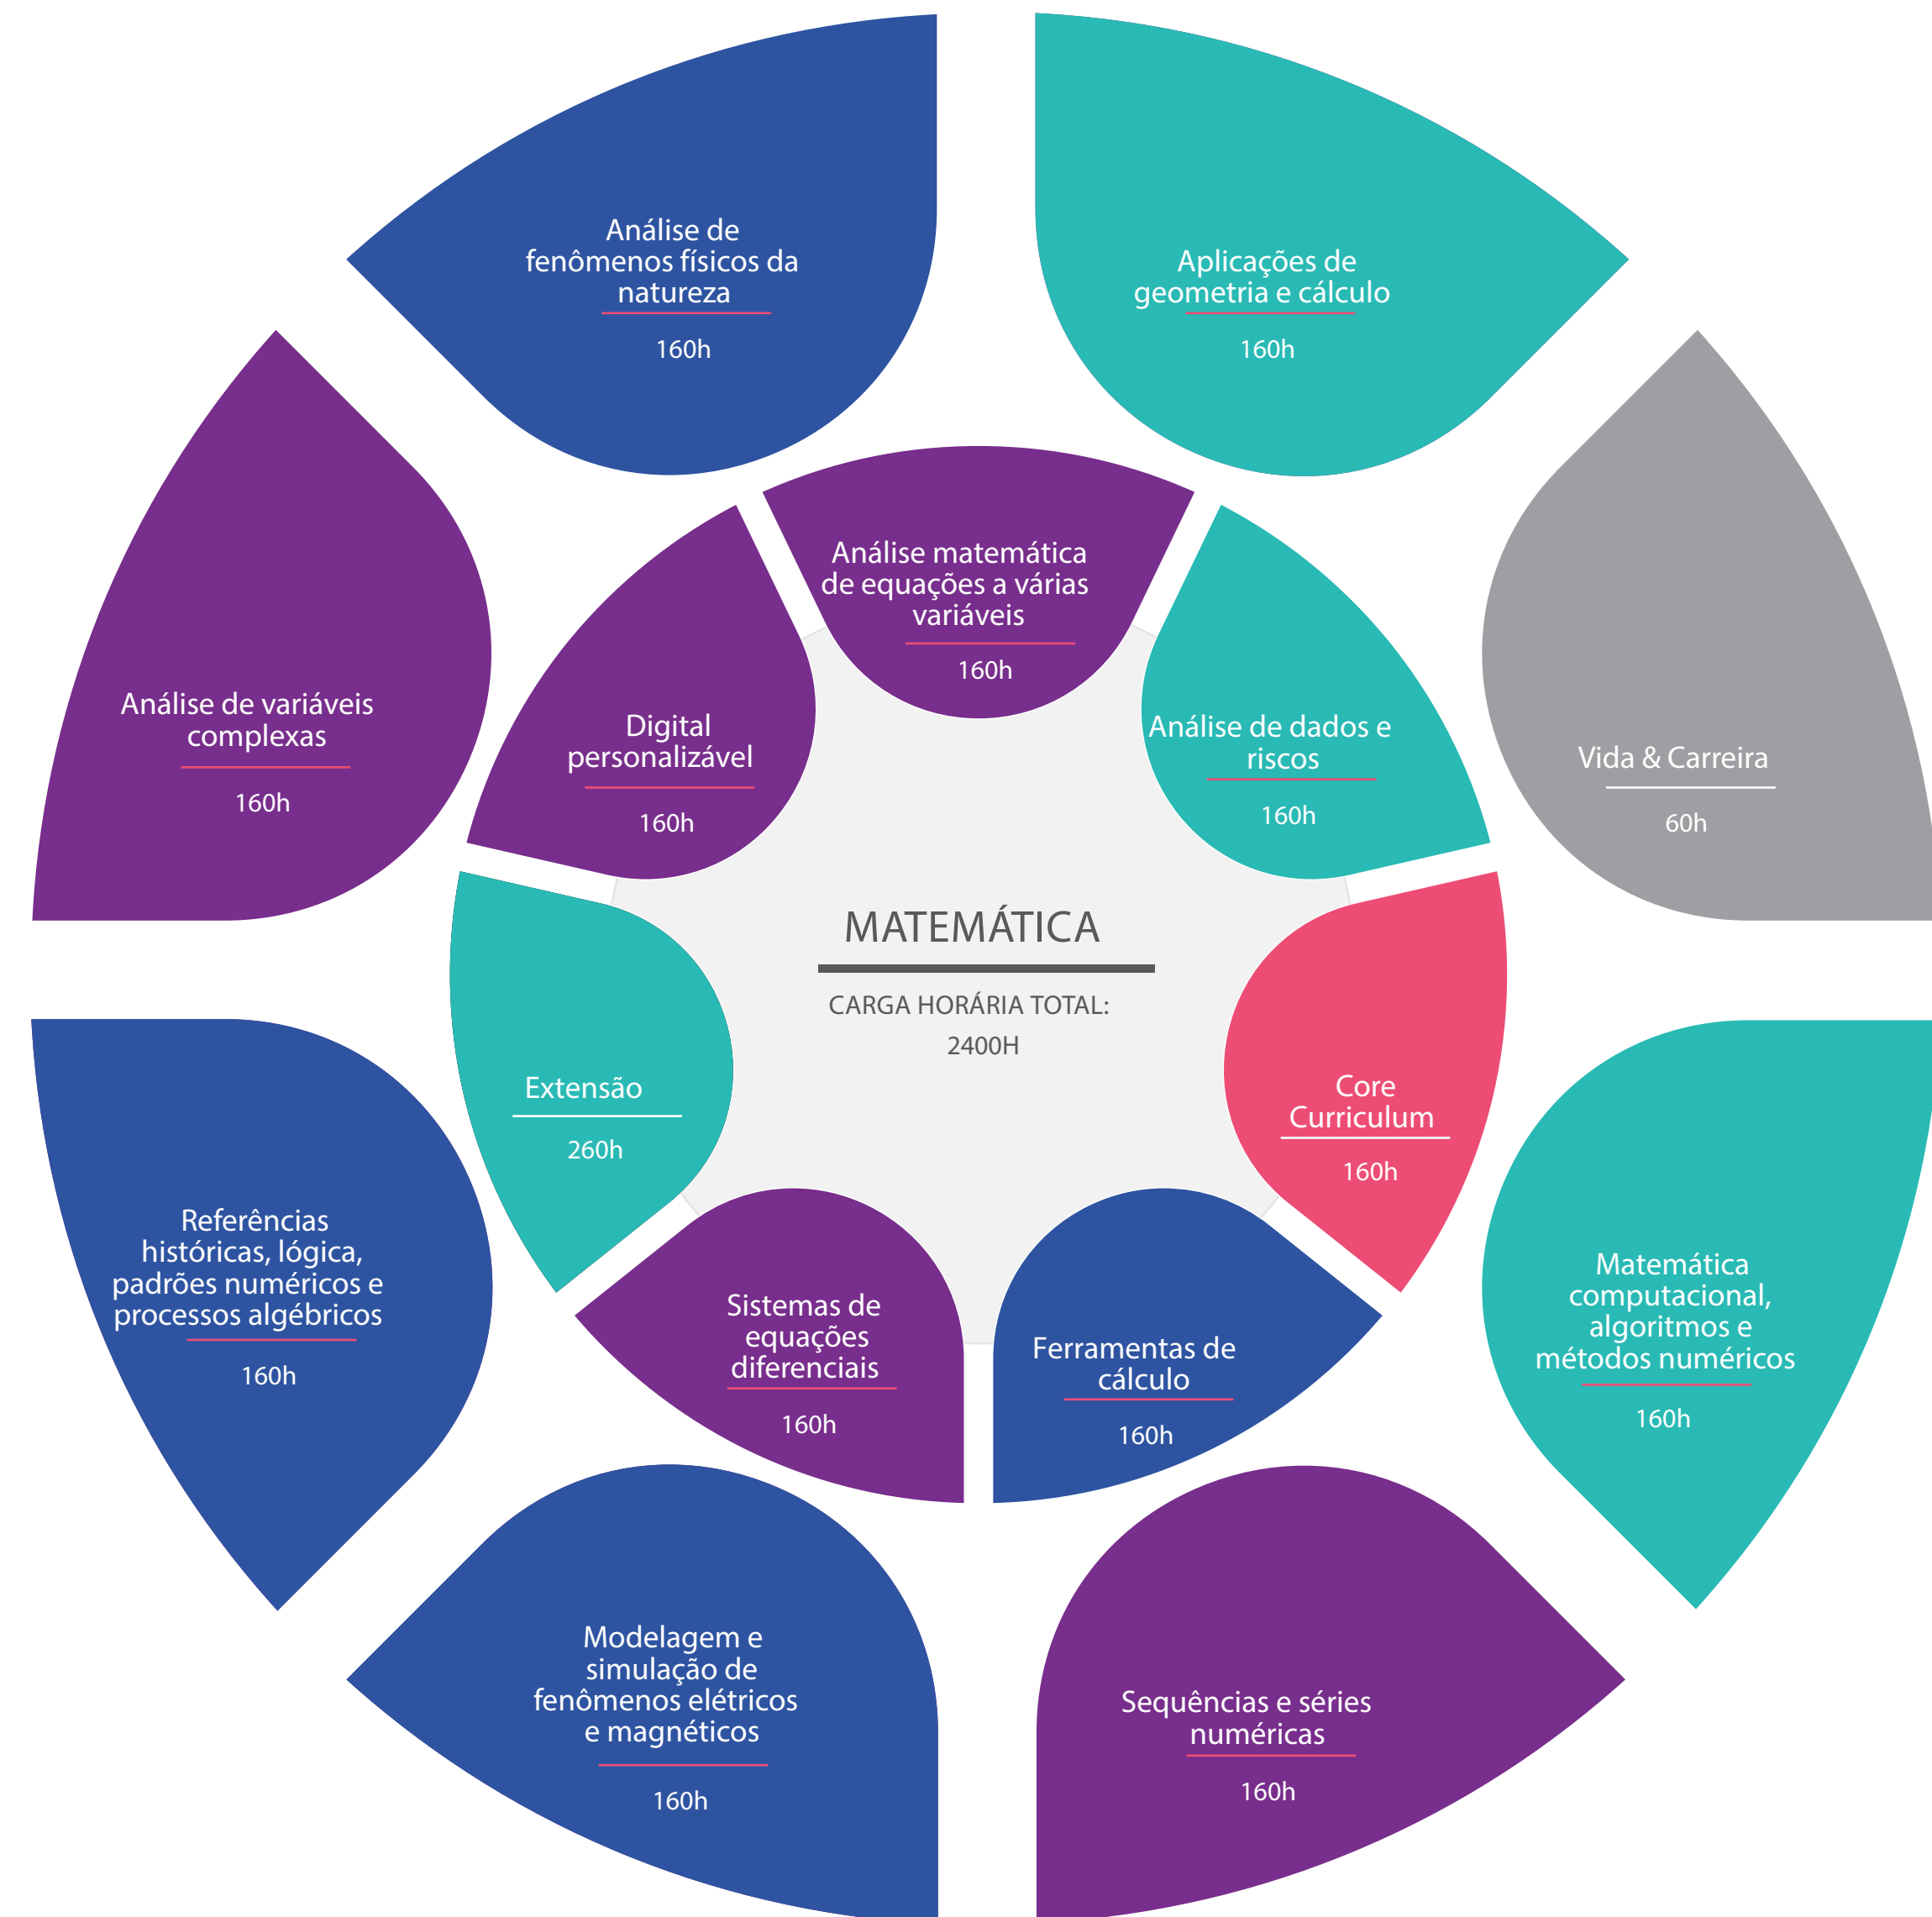 Análise de
fenômenos físicos da
natureza
160h
Aplicações de
geometria e cálculo
160h
Análise matemática
de equações a várias
variáveis
160h
Análise de variáveis
complexas
160h
Digital
personalizável
160h
Análise de dados e
riscos
160h
Vida & Carreira
60h
MATEMÁTICA
CARGA HORÁRIA TOTAL:
2400H
Extensão
260h
Core
Curriculum
160h
Referências
históricas, lógica,
padrões numéricos e
processos algébricos
160h
Sistemas de
equações
diferenciais
160h
Ferramentas de
cálculo
160h
Matemática
computacional,
algoritmos e
métodos numéricos
160h
Modelagem e
simulação de
fenômenos elétricos
e magnéticos
160h
Sequências e séries
numéricas
160h